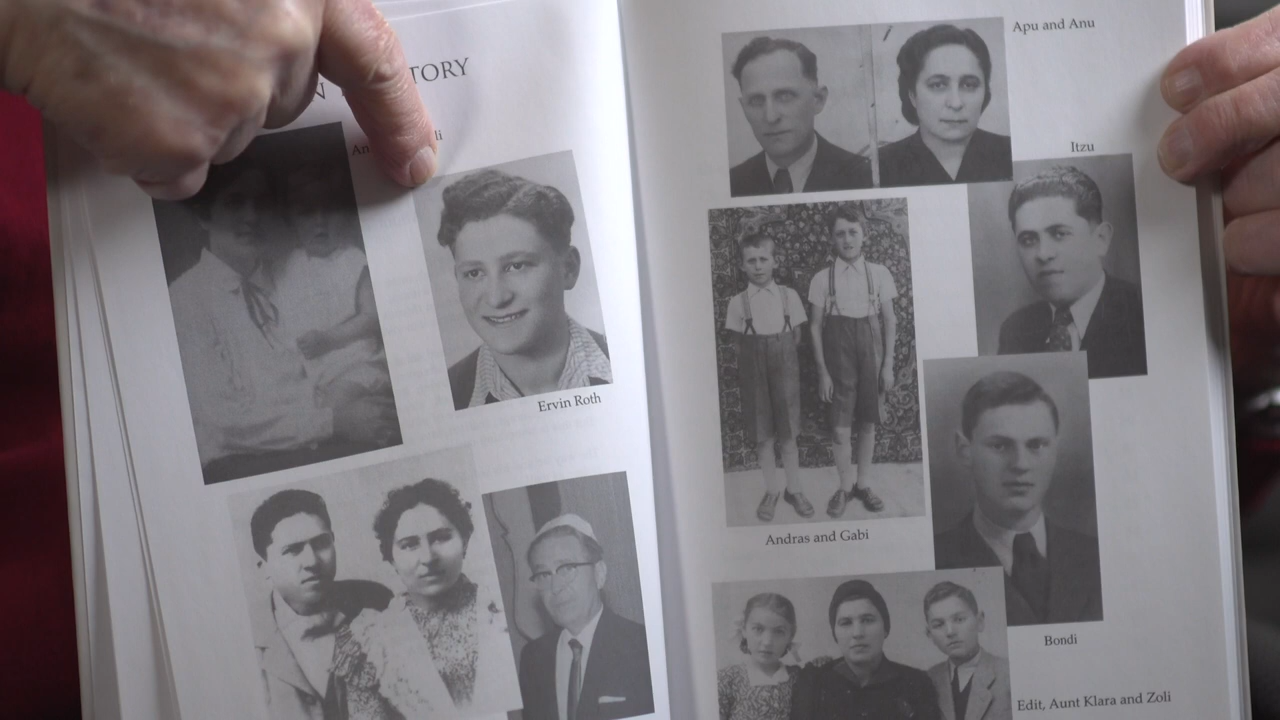 TORY
Ervin Roth
Apu and Anu
Itzu
Andras and Gabi
Bondi
Edit, Aunt Klara and Zoli